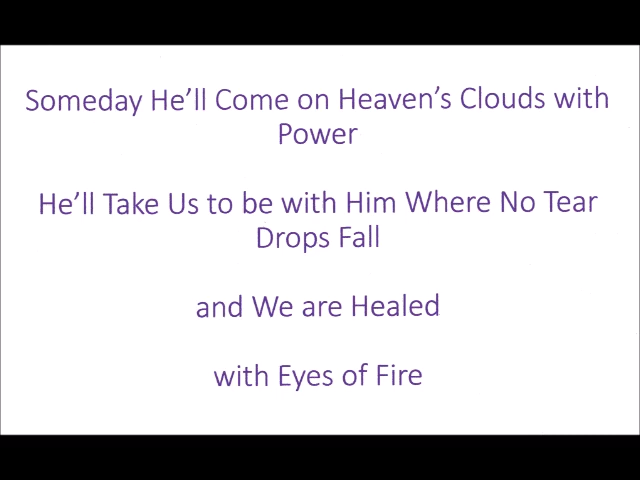 Someday He’ll Come on Heaven’s Clouds with
Power
He’ll Take Us to be with Him Where No Tear
Drops Fall
and We are Healed
with Eyes of Fire